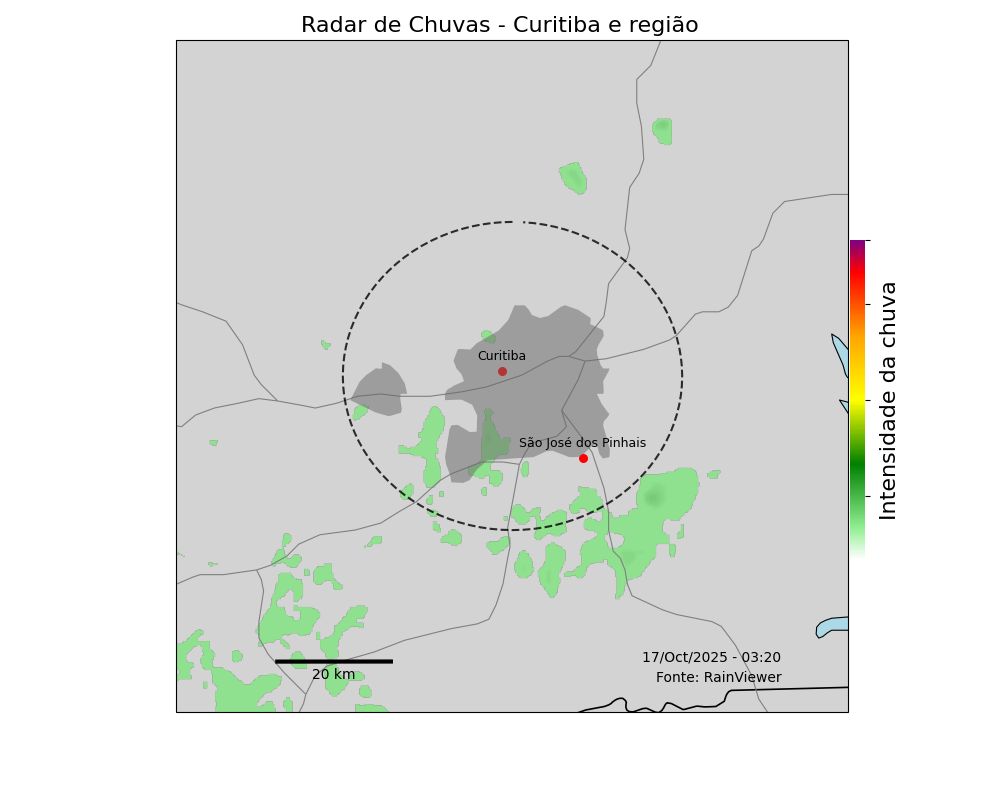 Radar de Chuvas - Curitiba e região
Curitiba
São José dos Pinhais
Intensidade da chuva
17/Oct/2025 - 03:20
Fonte: RainViewer
20 km